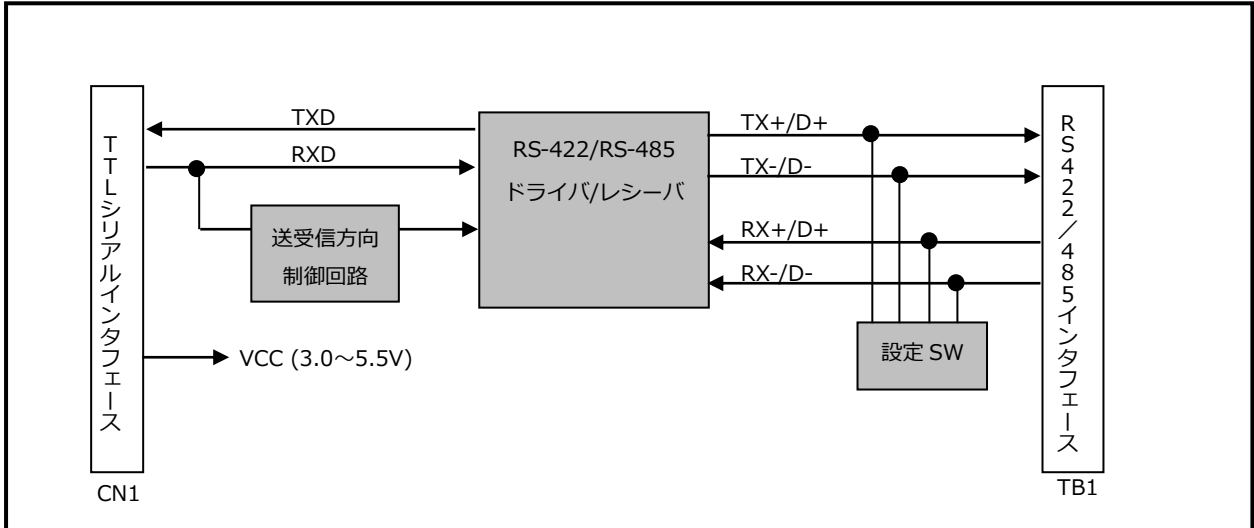 TTLシリアルインタフェース
CN1
TXD
RXD
送受信方向
制御回路
VCC (3.0～5.5V)
RS-422/RS-485
ドライバ/レシーバ
TX+/D+
TX-/D-
RX+/D+
RX-/D-
設定 SW
RS422／485インタフェース
TB1